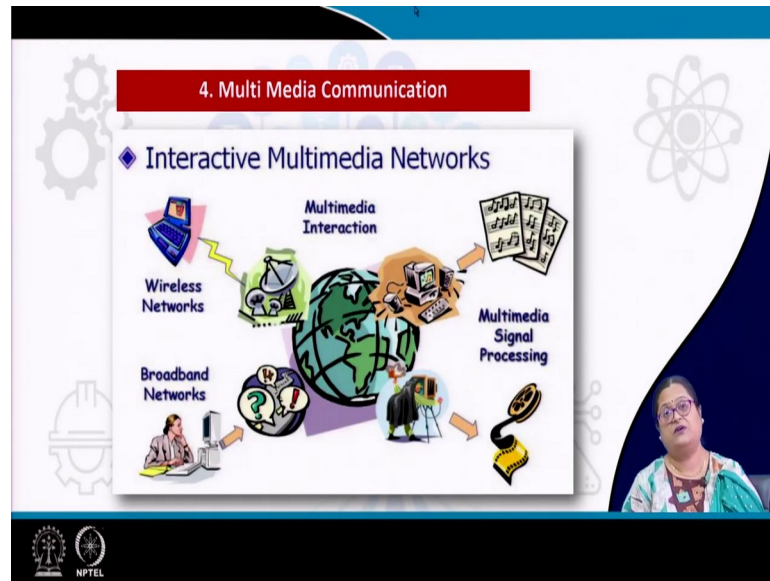 4. Multi Media Communication
Interactive Multimedia Networks
Multimedia
Interaction
Wireless
Networks
Multimedia
Signal
Processing
Broadband
Networks
?
!
NPTEL